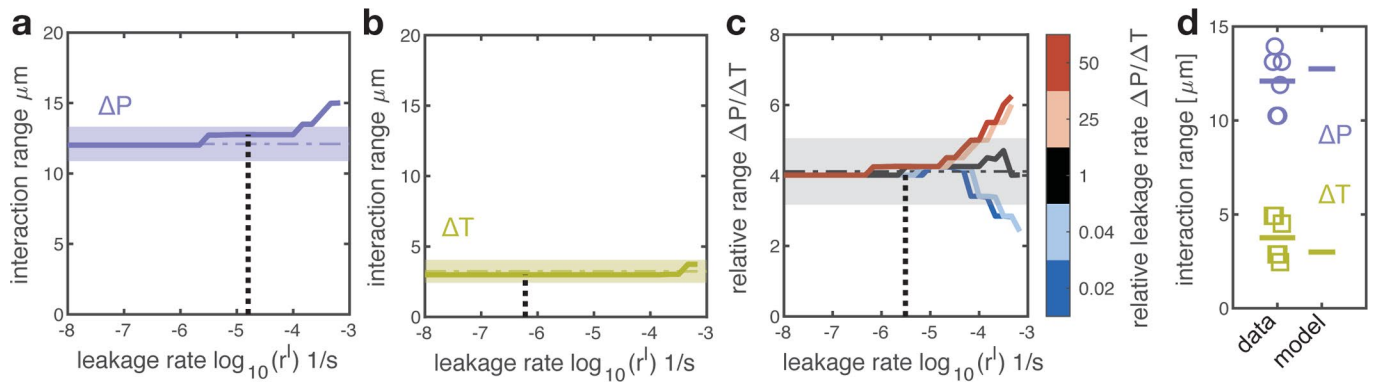 a
20
15
10
5
0
interaction range μm
ΔP
-8 -7 -6 -5 -4 -3
leakage rate log10(r^l) 1/s
b
20
15
10
5
0
interaction range μm
ΔT
-8 -7 -6 -5 -4 -3
leakage rate log10(r^l) 1/s
c
8
6
4
2
0
relative range ΔP/ΔT
-8 -7 -6 -5 -4 -3
leakage rate log10(r^l) 1/s
50
25
1
0.04
0.02
relative leakage rate ΔP/ΔT
d
15
10
5
0
interaction range [μm]
ΔP
ΔT
data
model